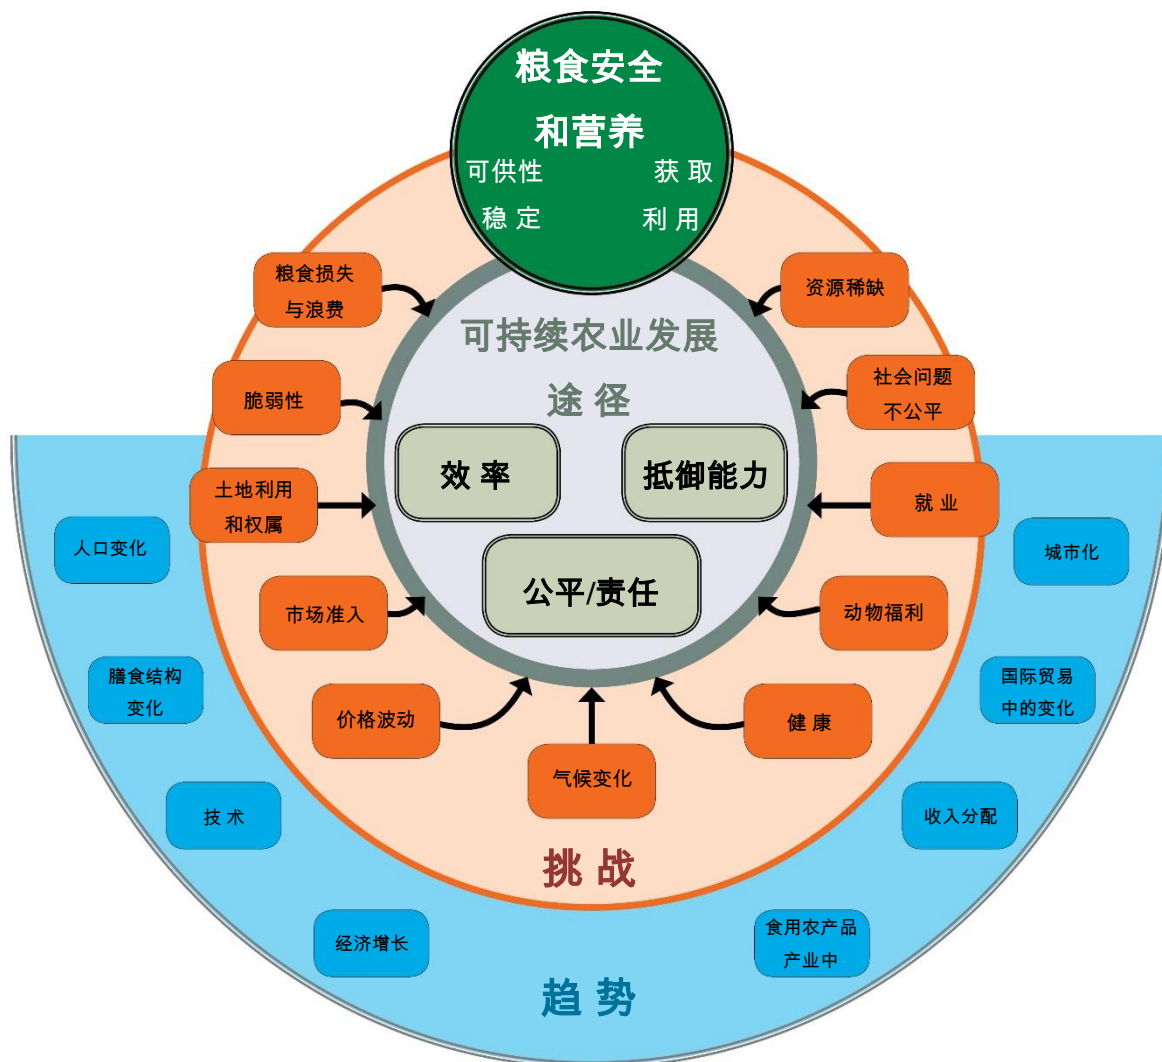 粮食安全
和营养
可供性 获取
稳定 利用
可持续农业发展
途径
效率
抵御能力
公平/责任
粮食损失
与浪费
脆弱性
土地利用
和权属
市场准入
价格波动
气候变化
健康
动物福利
就业
社会问题
不公平
资源稀缺
挑战
人口变化
膳食结构
变化
技术
经济增长
食用农产品
产业中
收入分配
国际贸易
中的变化
城市化
趋势